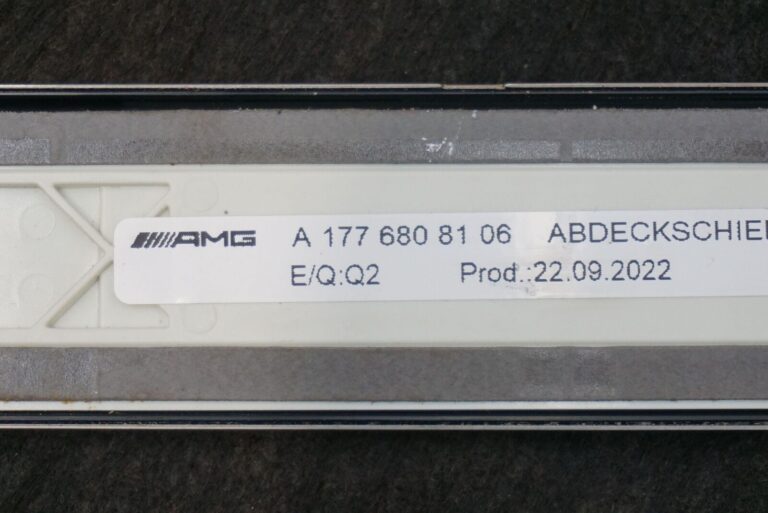 AMG A 177 680 81 06 ABDECKSCHIE
E/Q:Q2 Prod.:22.09.2022